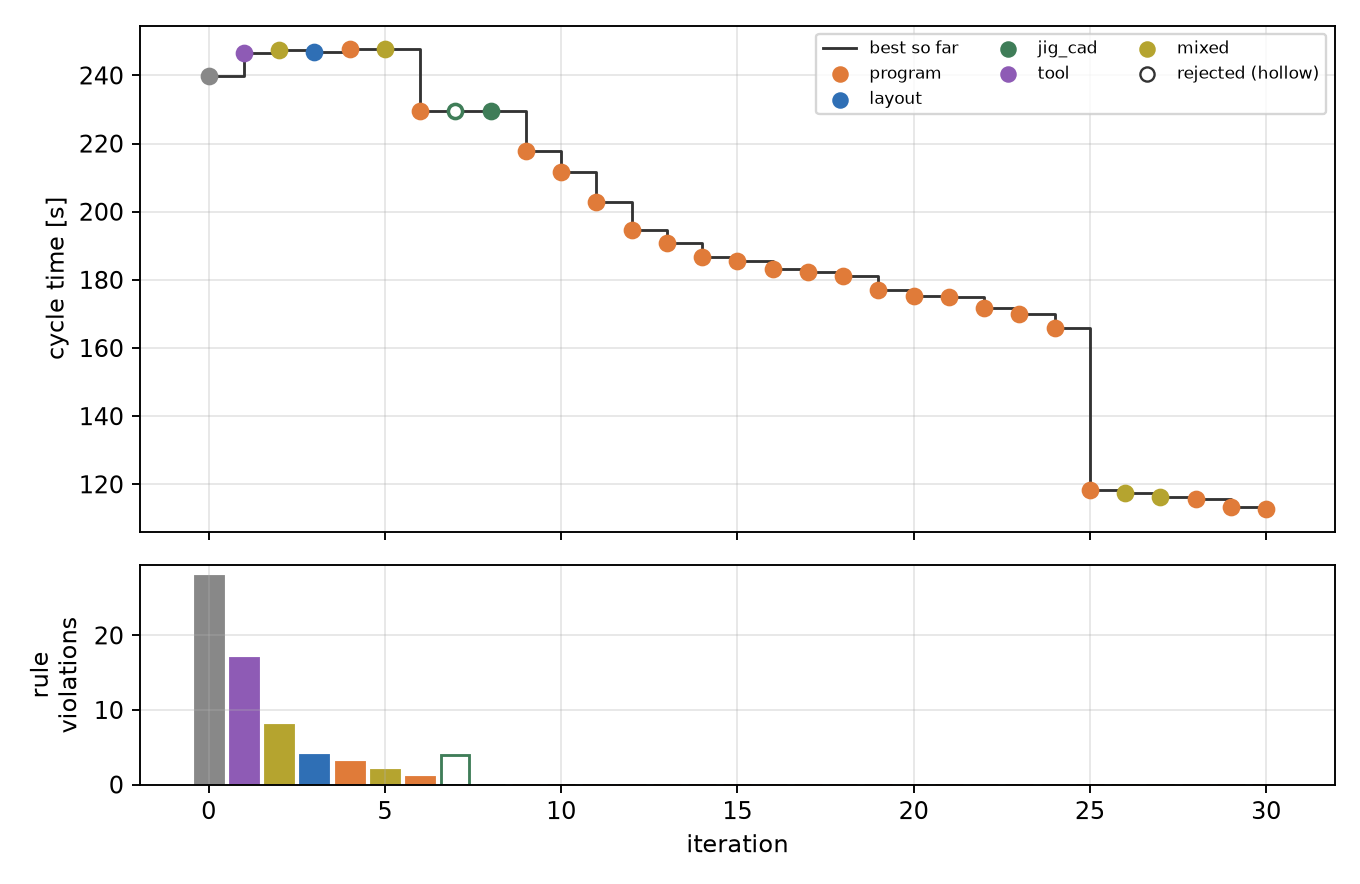 240
220
200
180
160
140
120
cycle time [s]
best so far
program
layout
jig_cad
tool
mixed
rejected (hollow)
20
10
0
rule
violations
0 5 10 15 20 25 30
iteration